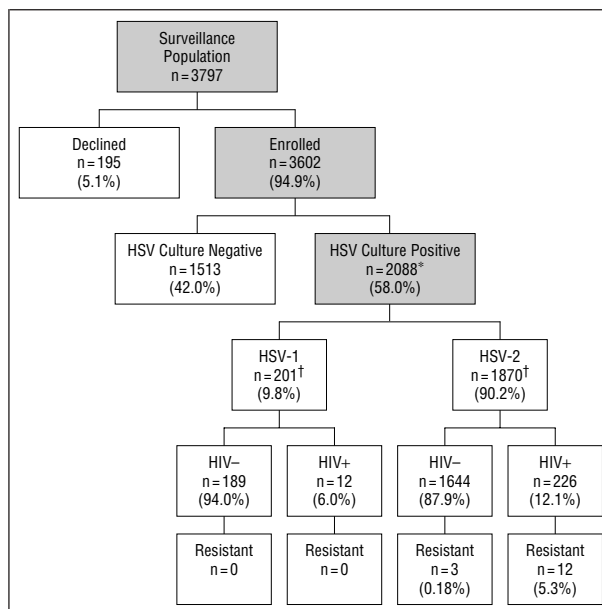 Surveillance
Population
n=3797
Declined
n=195
(5.1%)
Enrolled
n=3602
(94.9%)
HSV Culture Negative
n=1513
(42.0%)
HSV Culture Positive
n=2088*
(58.0%)
HSV-1
n=201†
(9.8%)
HSV-2
n=1870†
(90.2%)
HIV–
n=189
(94.0%)
HIV+
n=12
(6.0%)
HIV–
n=1644
(87.9%)
HIV+
n=226
(12.1%)
Resistant
n=0
Resistant
n=0
Resistant
n=3
(0.18%)
Resistant
n=12
(5.3%)